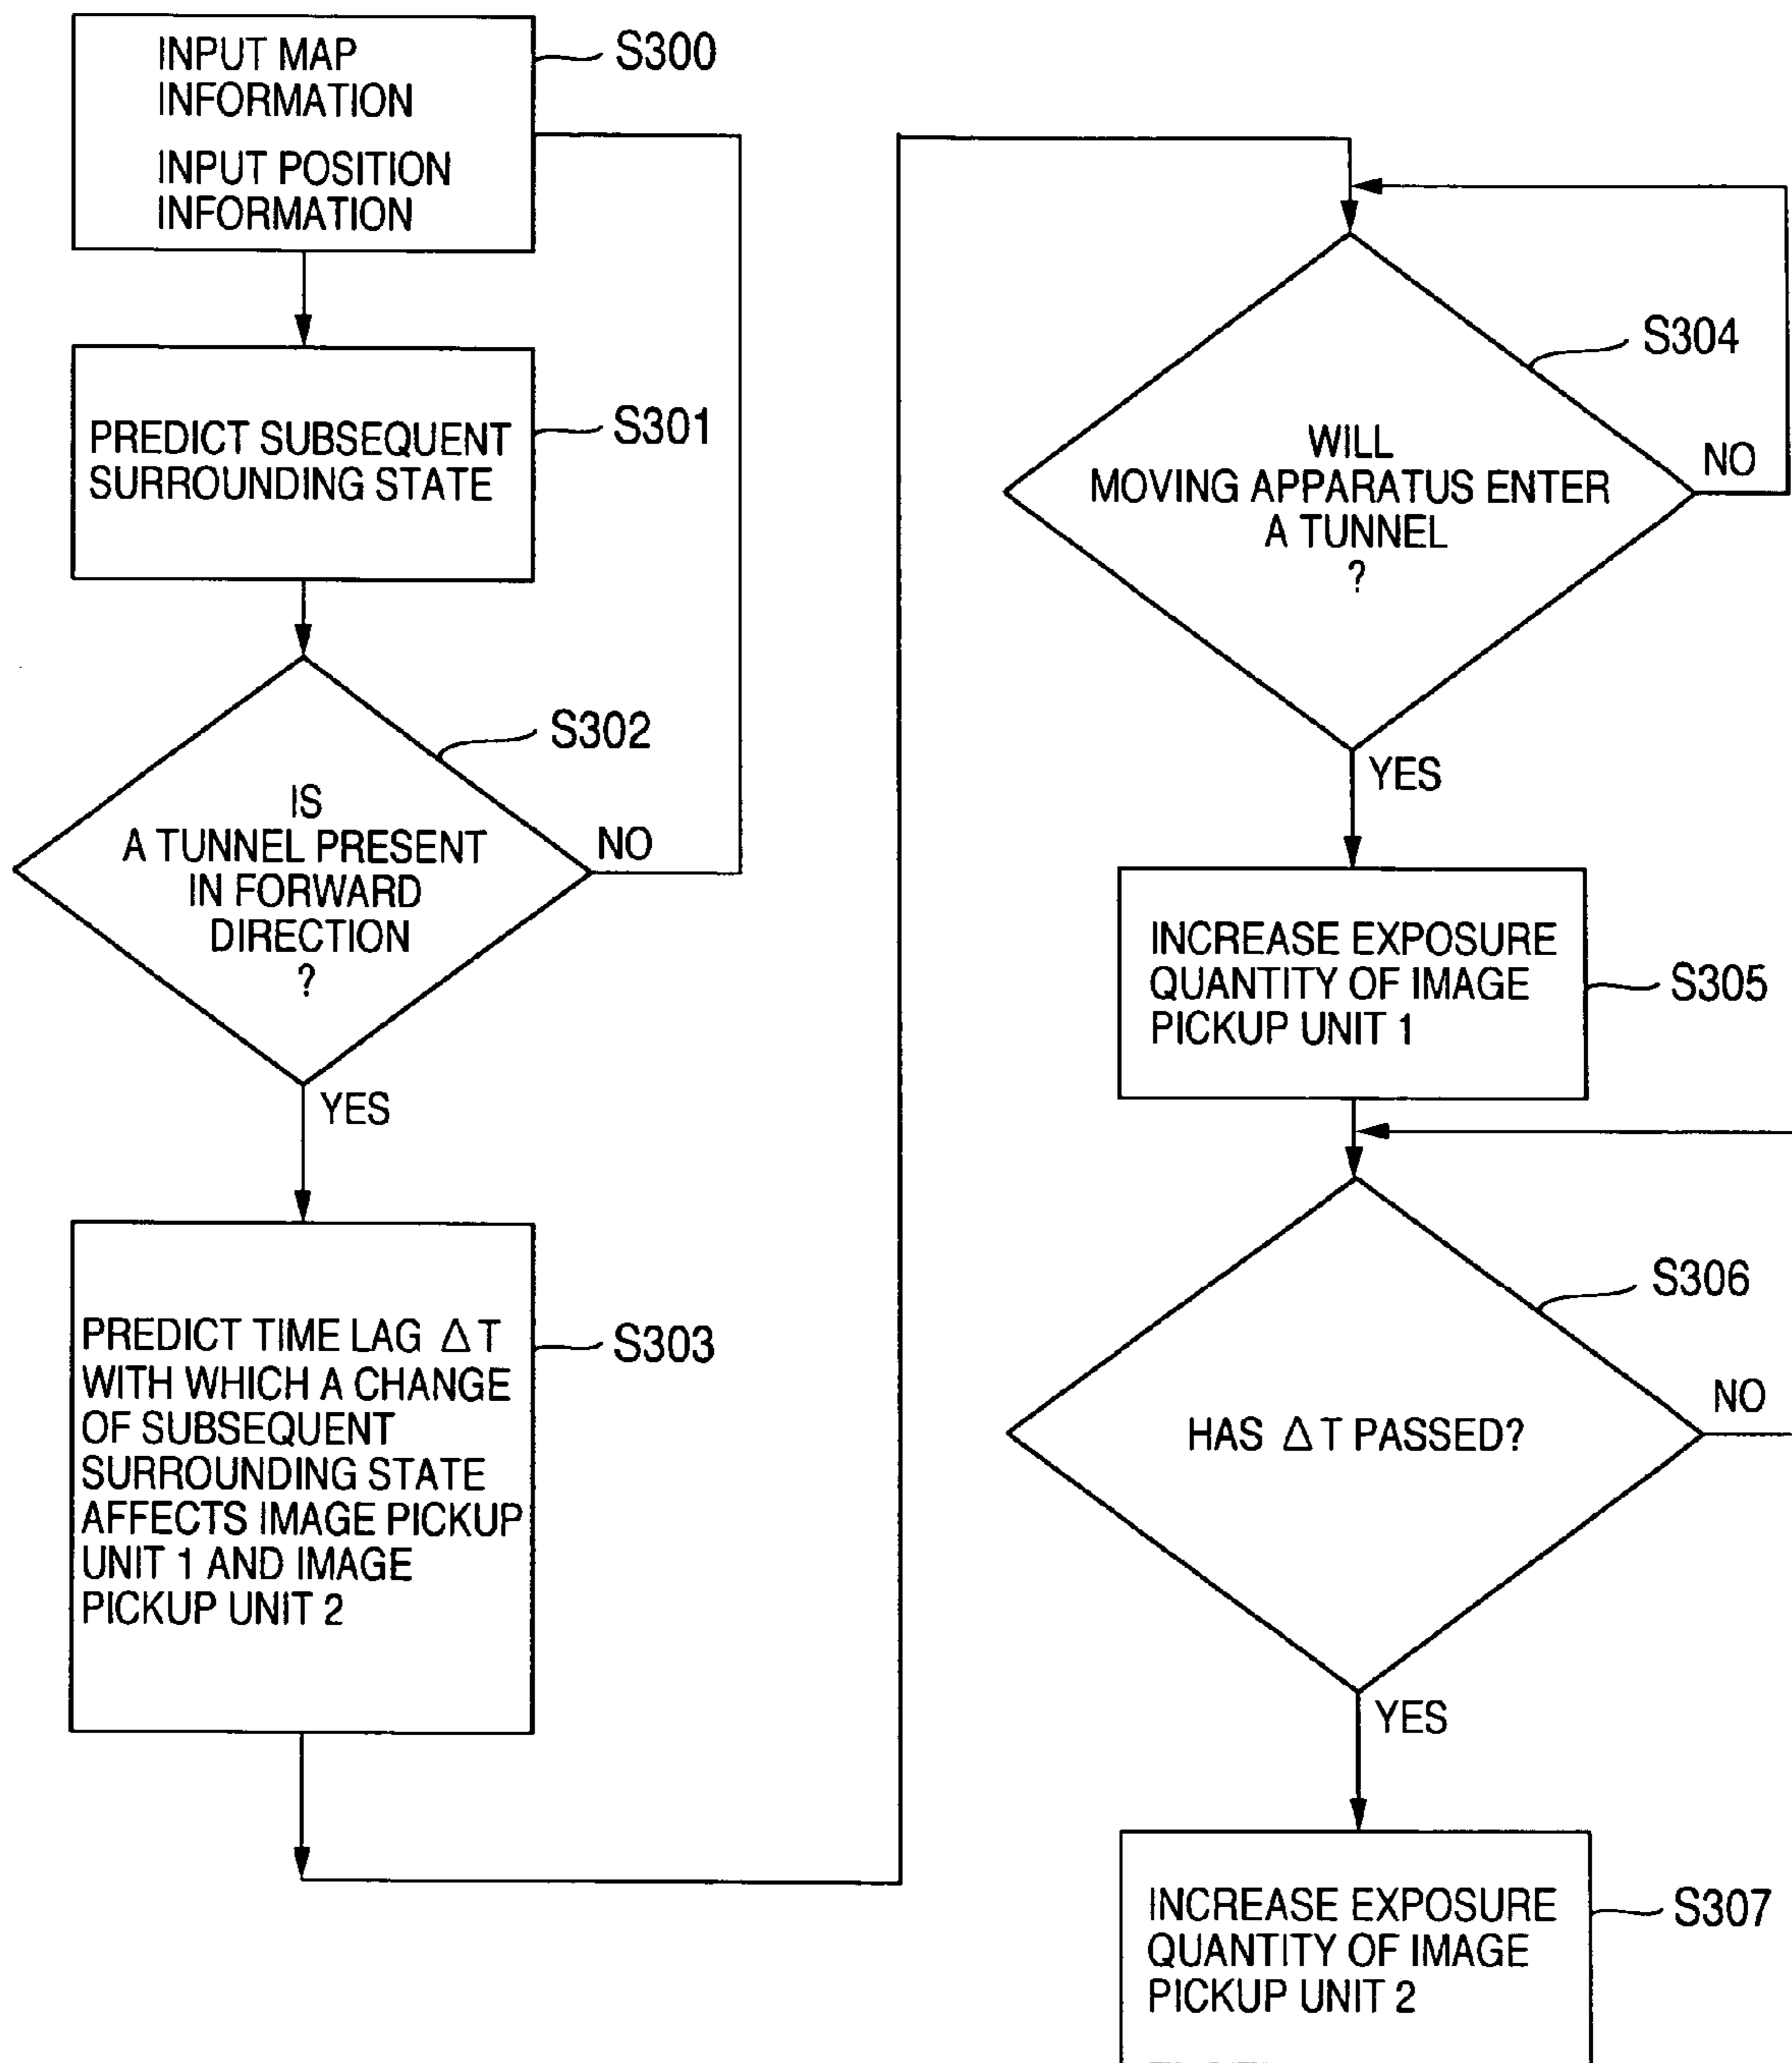 INPUT MAP
INFORMATION
INPUT POSITION
INFORMATION
S300
PREDICT SUBSEQUENT
SURROUNDING STATE
S301
IS
A TUNNEL PRESENT
IN FORWARD
DIRECTION
?
S302
NO
YES
PREDICT TIME LAG ΔT
WITH WHICH A CHANGE
OF SUBSEQUENT
SURROUNDING STATE
AFFECTS IMAGE PICKUP
UNIT 1 AND IMAGE
PICKUP UNIT 2
S303
WILL
MOVING APPARATUS ENTER
A TUNNEL
?
S304
NO
YES
INCREASE EXPOSURE
QUANTITY OF IMAGE
PICKUP UNIT 1
S305
HAS ΔT PASSED?
S306
NO
YES
INCREASE EXPOSURE
QUANTITY OF IMAGE
PICKUP UNIT 2
S307